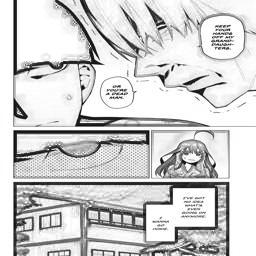 KEEP
YOUR
HANDS
OFF MY
GRAND-
DAUGH-
TERS.
OR
YOU'RE
A DEAD
MAN.
I'VE GOT
NO IDEA
WHAT'S
EVEN
GOING ON
ANYMORE.
I
WANNA
GO
HOME.